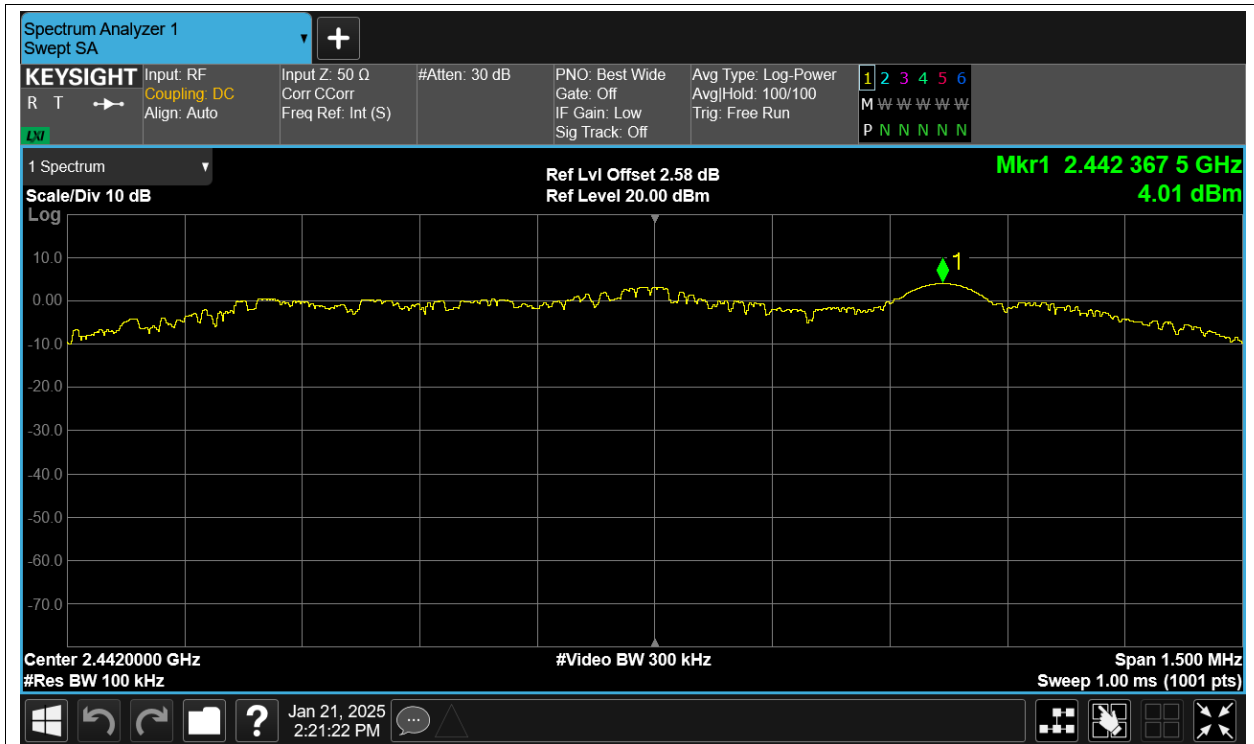 Spectrum Analyzer 1
Swept SA
KEYSIGHT
R T
LXI
Input: RF
Coupling: DC
Align: Auto
Input Z: 50 Ω
Corr CCorr
Freq Ref: Int (S)
#Atten: 30 dB
PNO: Best Wide
Gate: Off
IF Gain: Low
Sig Track: Off
Avg Type: Log-Power
Avg|Hold: 100/100
Trig: Free Run
1 2 3 4 5 6
M W W W W W
P N N N N N
1 Spectrum
Scale/Div 10 dB
Log
Ref Lvl Offset 2.58 dB
Ref Level 20.00 dBm
Mkr1 2.442 367 5 GHz
4.01 dBm
1
10.0
0.00
-10.0
-20.0
-30.0
-40.0
-50.0
-60.0
-70.0
Center 2.4420000 GHz
#Res BW 100 kHz
#Video BW 300 kHz
Span 1.500 MHz
Sweep 1.00 ms (1001 pts)
?
Jan 21, 2025
2:21:22 PM